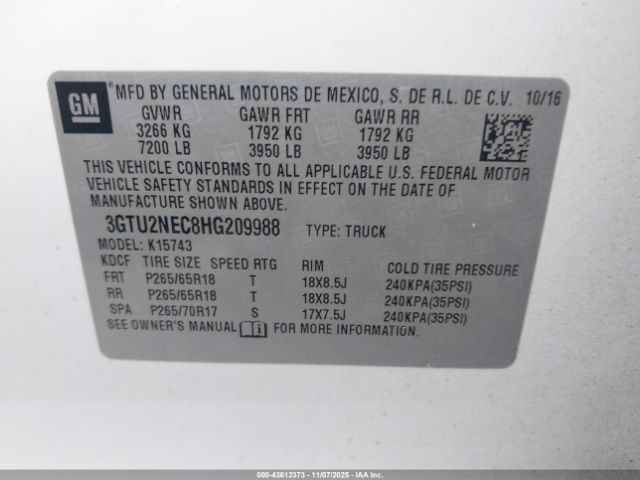 GM
MFD BY GENERAL MOTORS DE MEXICO, S. DE R.L. DE C.V. 10/16
GVWR GAWR FRT GAWR RR
3266 KG 1792 KG 1792 KG
7200 LB 3950 LB 3950 LB
THIS VEHICLE CONFORMS TO ALL APPLICABLE U.S. FEDERAL MOTOR
VEHICLE SAFETY STANDARDS IN EFFECT ON THE DATE OF
MANUFACTURE SHOWN ABOVE.
3GTU2NEC8HG209988 TYPE: TRUCK
MODEL: K15743
KDCF TIRE SIZE SPEED RTG RIM COLD TIRE PRESSURE
FRT P265/65R18 T 18X8.5J 240KPA(35PSI)
RR P265/65R18 T 18X8.5J 240KPA(35PSI)
SPA P265/70R17 S 17X7.5J 240KPA(35PSI)
SEE OWNER'S MANUAL FOR MORE INFORMATION.
000-43612373 - 11/07/2025 - IAAI.COM